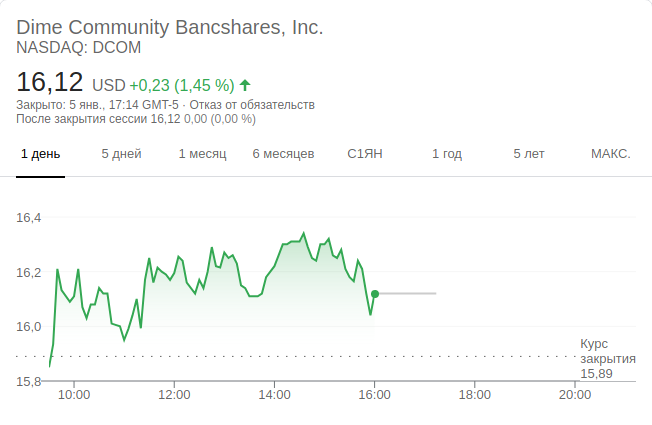 Dime Community Bancshares, Inc.
NASDAQ: DCOM
16,12 USD +0,23 (1,45 %)
Закрыто: 5 янв., 17:14 GMT-5 · Отказ от обязательств
После закрытия сессии 16,12 0,00 (0,00 %)
1 день 5 дней 1 месяц 6 месяцев С1ЯН 1 год 5 лет МАКС.
16,4
16,2
16,0
Курс
закрытия
15,89
15,8
10:00 12:00 14:00 16:00 18:00 20:00